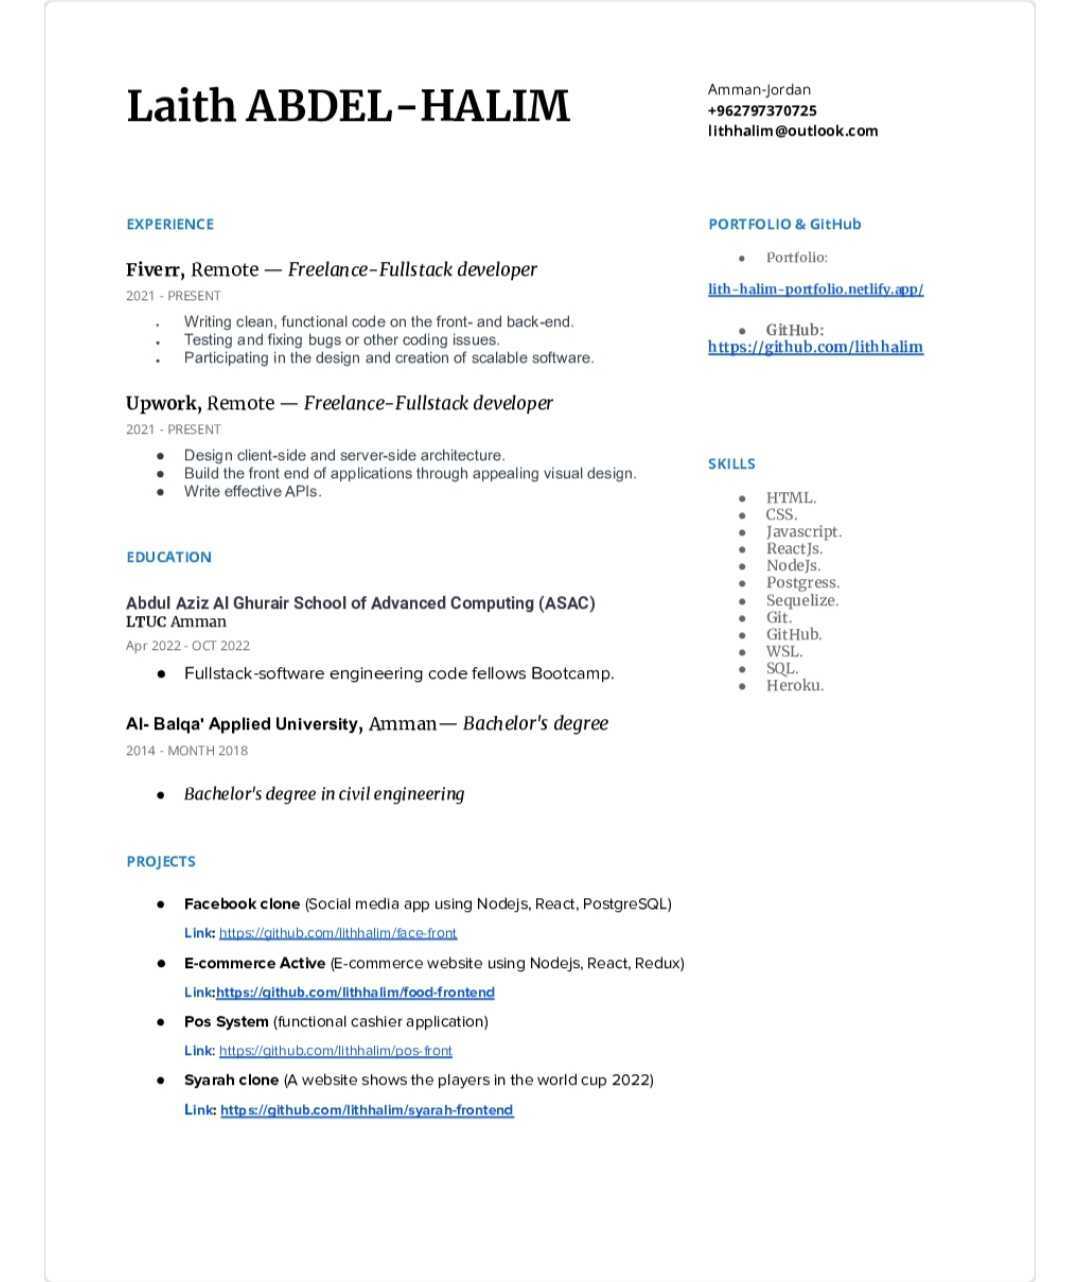 Laith ABDEL-HALIM
Amman-Jordan
+962797370725
lithhalim@outlook.com
EXPERIENCE
Fiverr, Remote — Freelance-Fullstack developer
2021 - PRESENT
Writing clean, functional code on the front- and back-end.
Testing and fixing bugs or other coding issues.
Participating in the design and creation of scalable software.
Upwork, Remote — Freelance-Fullstack developer
2021 - PRESENT
● Design client-side and server-side architecture.
● Build the front end of applications through appealing visual design.
● Write effective APIs.
EDUCATION
Abdul Aziz Al Ghurair School of Advanced Computing (ASAC)
LTUC Amman
Apr 2022 - OCT 2022
● Fullstack-software engineering code fellows Bootcamp.
Al- Balqa' Applied University, Amman— Bachelor's degree
2014 - MONTH 2018
● Bachelor's degree in civil engineering
PROJECTS
● Facebook clone (Social media app using Nodejs, React, PostgreSQL)
Link: https://github.com/lithhalim/face-front
● E-commerce Active (E-commerce website using Nodejs, React, Redux)
Link:https://github.com/lithhalim/food-frontend
● Pos System (functional cashier application)
Link: https://github.com/lithhalim/pos-front
● Syarah clone (A website shows the players in the world cup 2022)
Link: https://github.com/lithhalim/syarah-frontend
PORTFOLIO & GitHub
● Portfolio:
lith-halim-portfolio.netlify.app/
● GitHub:
https://github.com/lithhalim
SKILLS
● HTML.
● CSS.
● Javascript.
● ReactJs.
● NodeJs.
● Postgress.
● Sequelize.
● Git.
● GitHub.
● WSL.
● SQL.
● Heroku.